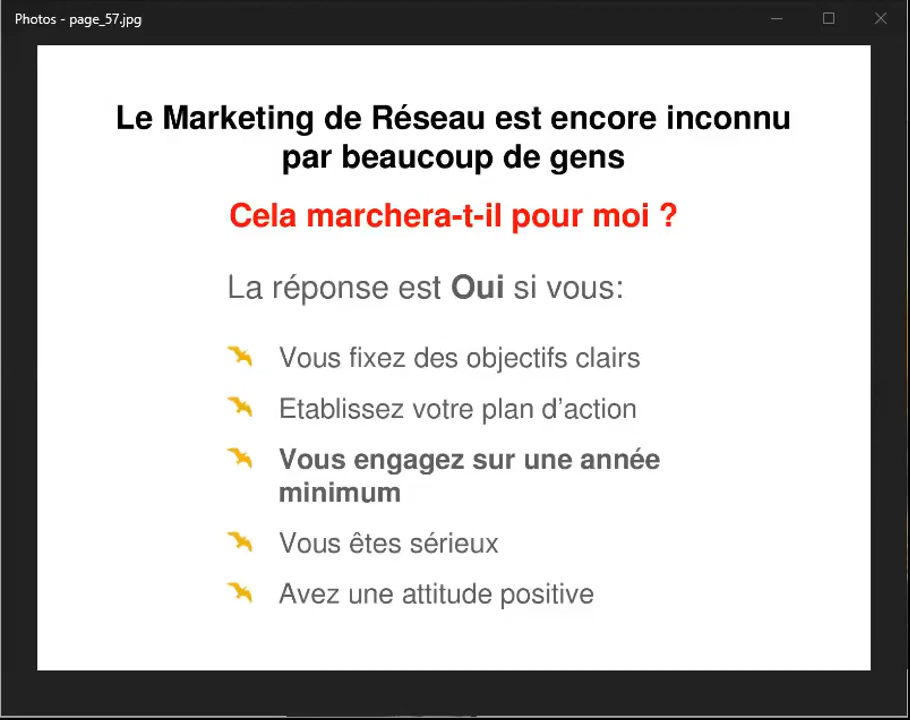 Photos - page_57.jpg
Le Marketing de Réseau est encore inconnu
par beaucoup de gens
Cela marchera-t-il pour moi ?
La réponse est Oui si vous:
Vous fixez des objectifs clairs
Etablissez votre plan d’action
Vous engagez sur une année
minimum
Vous êtes sérieux
Avez une attitude positive